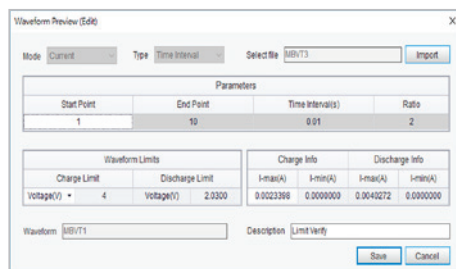 Waveform Preview (Edit) X
Mode Current Type Time Interval Select file MBVT3 Import
Parameters
Start Point End Point Time Interval(s) Ratio
1 10 0.01 2
Waveform Limits Charge Info Discharge Info
Charge Limit Discharge Limit I-max(A) I-min(A) I-max(A) I-min(A)
Voltage(V) 4 Voltage(V) 2.0300 0.0023398 0.0000000 0.0040272 0.0000000
Waveform MBVT1 Description Limit Verify
Save Cancel